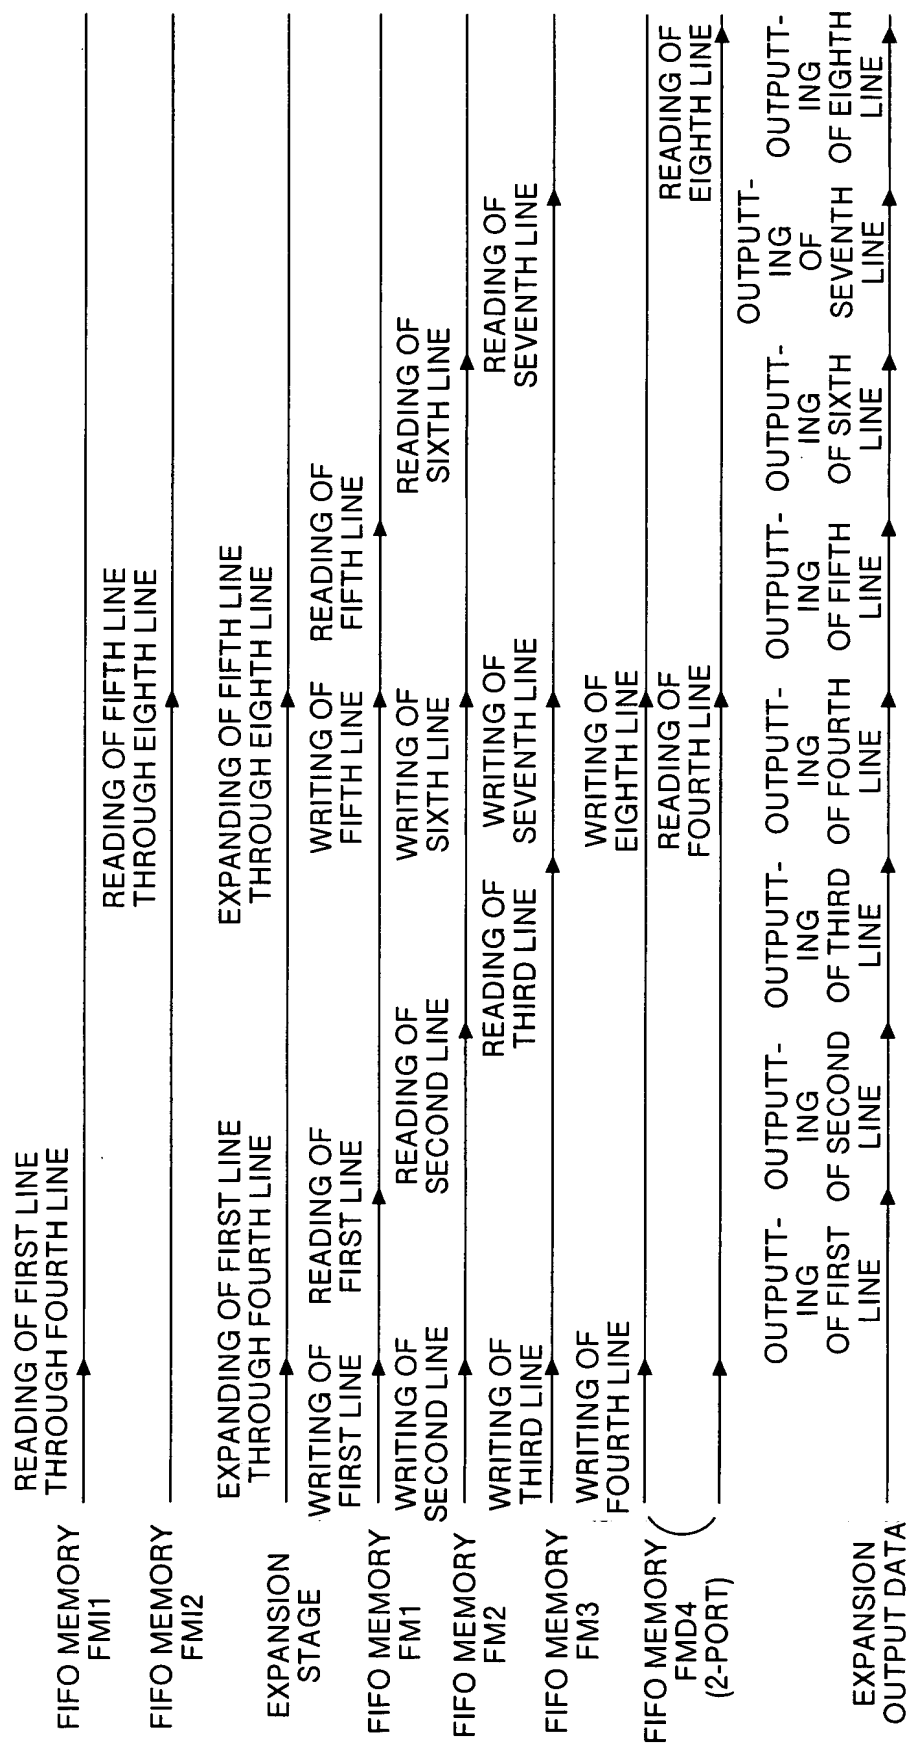 FIFO MEMORY
FMI1
READING OF FIRST LINE
THROUGH FOURTH LINE
FIFO MEMORY
FMI2
READING OF FIFTH LINE
THROUGH EIGHTH LINE
EXPANSION
STAGE
EXPANDING OF FIRST LINE
THROUGH FOURTH LINE
EXPANDING OF FIFTH LINE
THROUGH EIGHTH LINE
FIFO MEMORY
FM1
WRITING OF
FIRST LINE
READING OF
FIRST LINE
WRITING OF
FIFTH LINE
READING OF
FIFTH LINE
FIFO MEMORY
FM2
WRITING OF
SECOND LINE
READING OF
SECOND LINE
WRITING OF
SIXTH LINE
READING OF
SIXTH LINE
FIFO MEMORY
FM3
WRITING OF
THIRD LINE
READING OF
THIRD LINE
WRITING OF
SEVENTH LINE
READING OF
SEVENTH LINE
FIFO MEMORY
FMD4
(2-PORT)
WRITING OF
FOURTH LINE
WRITING OF
EIGHTH LINE
READING OF
FOURTH LINE
READING OF
EIGHTH LINE
EXPANSION
OUTPUT DATA
OUTPUTT-
ING
OF FIRST
LINE
OUTPUTT-
ING
OF SECOND
LINE
OUTPUTT-
ING
OF THIRD
LINE
OUTPUTT-
ING
OF FOURTH
LINE
OUTPUTT-
ING
OF FIFTH
LINE
OUTPUTT-
ING
OF SIXTH
LINE
OUTPUTT-
ING
OF
SEVENTH
LINE
OUTPUTT-
ING
OF EIGHTH
LINE